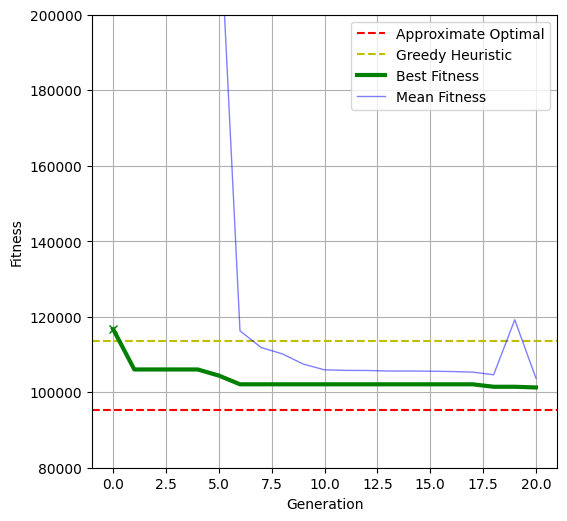 200000
180000
160000
140000
120000
100000
80000
Fitness
Approximate Optimal
Greedy Heuristic
Best Fitness
Mean Fitness
0.0 2.5 5.0 7.5 10.0 12.5 15.0 17.5 20.0
Generation